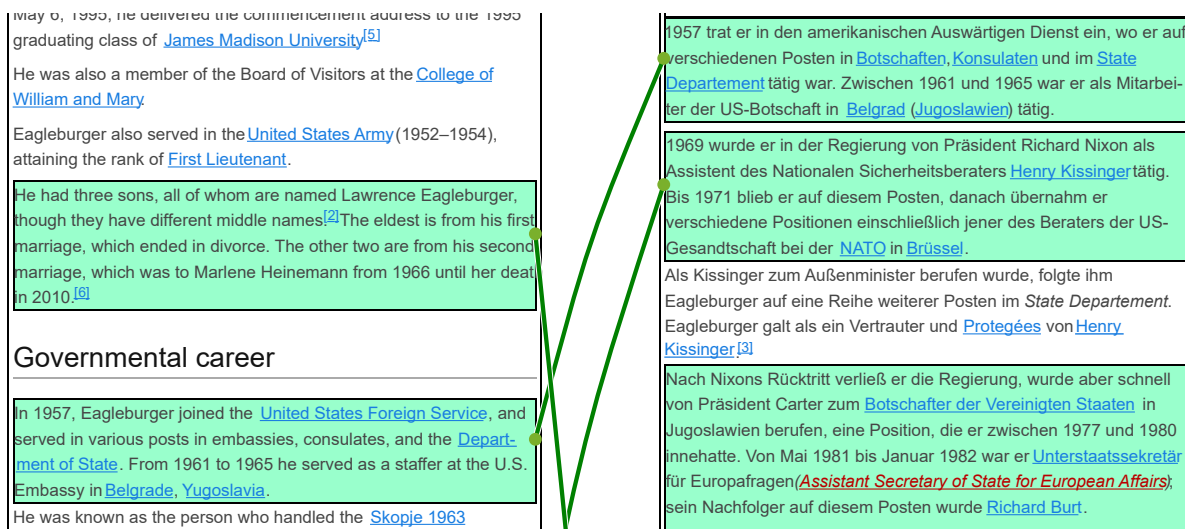 May 6, 1995, he delivered the commencement address to the 1995
graduating class of James Madison University[5]
He was also a member of the Board of Visitors at the College of
William and Mary.
Eagleburger also served in the United States Army (1952–1954),
attaining the rank of First Lieutenant.
He had three sons, all of whom are named Lawrence Eagleburger,
though they have different middle names[2] The eldest is from his first
marriage, which ended in divorce. The other two are from his second
marriage, which was to Marlene Heinemann from 1966 until her deat
in 2010.[6]
Governmental career
In 1957, Eagleburger joined the United States Foreign Service, and
served in various posts in embassies, consulates, and the Depart-
ment of State. From 1961 to 1965 he served as a staffer at the U.S.
Embassy in Belgrade, Yugoslavia.
He was known as the person who handled the Skopje 1963
1957 trat er in den amerikanischen Auswärtigen Dienst ein, wo er auf
verschiedenen Posten in Botschaften, Konsulaten und im State
Departement tätig war. Zwischen 1961 und 1965 war er als Mitarbei-
ter der US-Botschaft in Belgrad (Jugoslawien) tätig.
1969 wurde er in der Regierung von Präsident Richard Nixon als
Assistent des Nationalen Sicherheitsberaters Henry Kissinger tätig.
Bis 1971 blieb er auf diesem Posten, danach übernahm er
verschiedene Positionen einschließlich jener des Beraters der US-
Gesandtschaft bei der NATO in Brüssel.
Als Kissinger zum Außenminister berufen wurde, folgte ihm
Eagleburger auf eine Reihe weiterer Posten im State Departement.
Eagleburger galt als ein Vertrauter und Protegées von Henry
Kissinger.[3]
Nach Nixons Rücktritt verließ er die Regierung, wurde aber schnell
von Präsident Carter zum Botschafter der Vereinigten Staaten in
Jugoslawien berufen, eine Position, die er zwischen 1977 und 1980
innehatte. Von Mai 1981 bis Januar 1982 war er Unterstaatssekretär
für Europafragen (Assistant Secretary of State for European Affairs);
sein Nachfolger auf diesem Posten wurde Richard Burt.